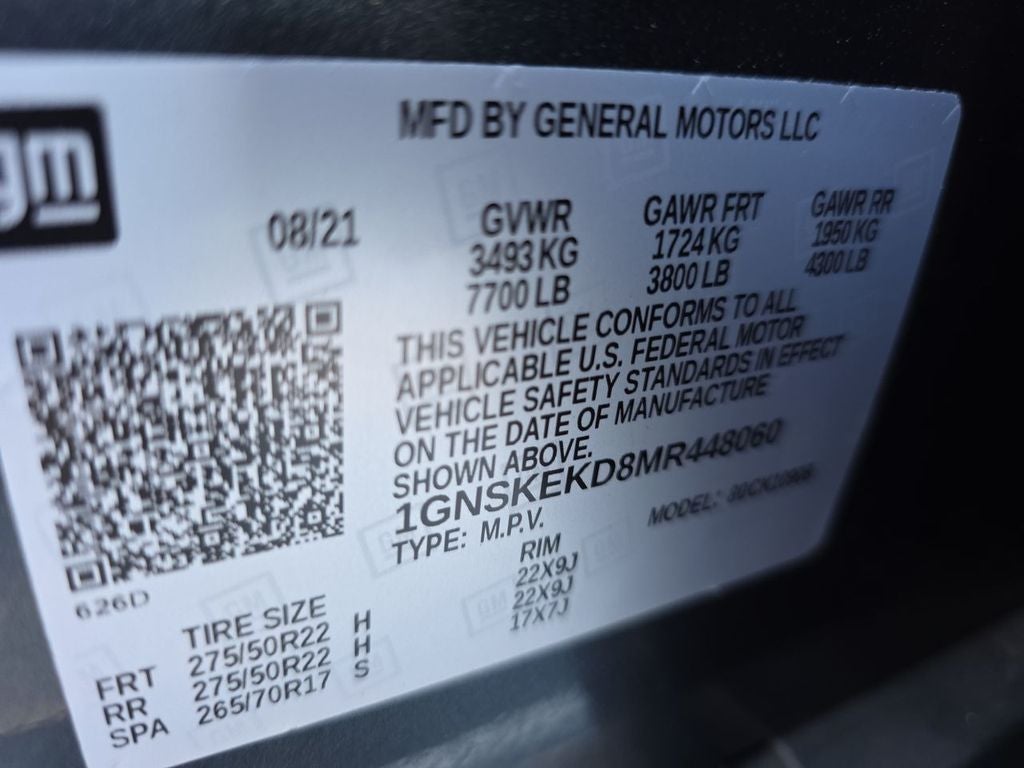 gm
MFD BY GENERAL MOTORS LLC
08/21
GVWR
3493 KG
7700 LB
GAWR FRT
1724 KG
3800 LB
GAWR RR
1950 KG
4300 LB
THIS VEHICLE CONFORMS TO ALL
APPLICABLE U.S. FEDERAL MOTOR
VEHICLE SAFETY STANDARDS IN EFFECT
ON THE DATE OF MANUFACTURE
SHOWN ABOVE.
1GNSKEKD8MR448060
TYPE: M.P.V.
MODEL:
626D
TIRE SIZE RIM
FRT 275/50R22 H 22X9J
RR 275/50R22 H 22X9J
SPA 265/70R17 S 17X7J